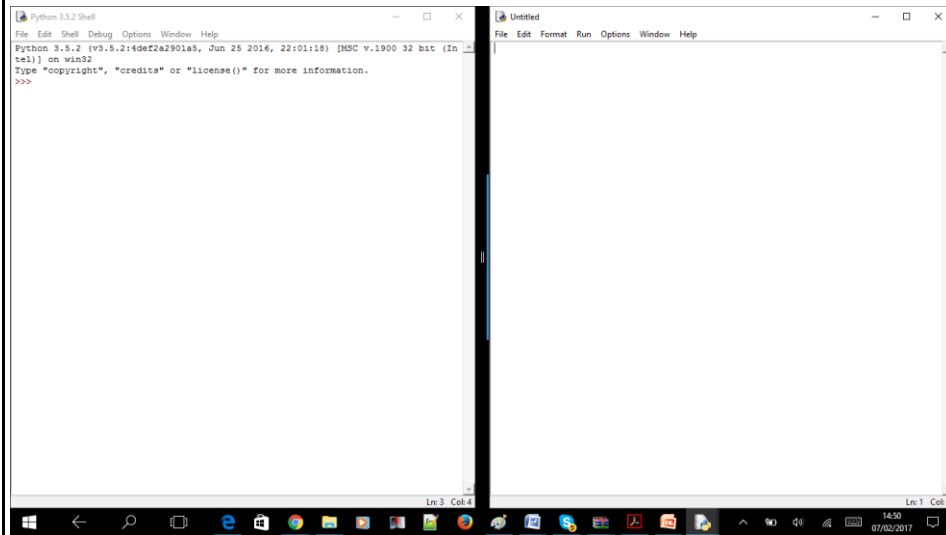 Python 3.5.2 Shell
File Edit Shell Debug Options Window Help
Python 3.5.2 (v3.5.2:4def2a2901a5, Jun 25 2016, 22:01:18) [MSC v.1900 32 bit (In
tel)] on win32
Type "copyright", "credits" or "license()" for more information.
>>>
Ln: 3 Col: 4
Untitled
File Edit Format Run Options Window Help
Ln: 1 Col:
14:50
07/02/2017